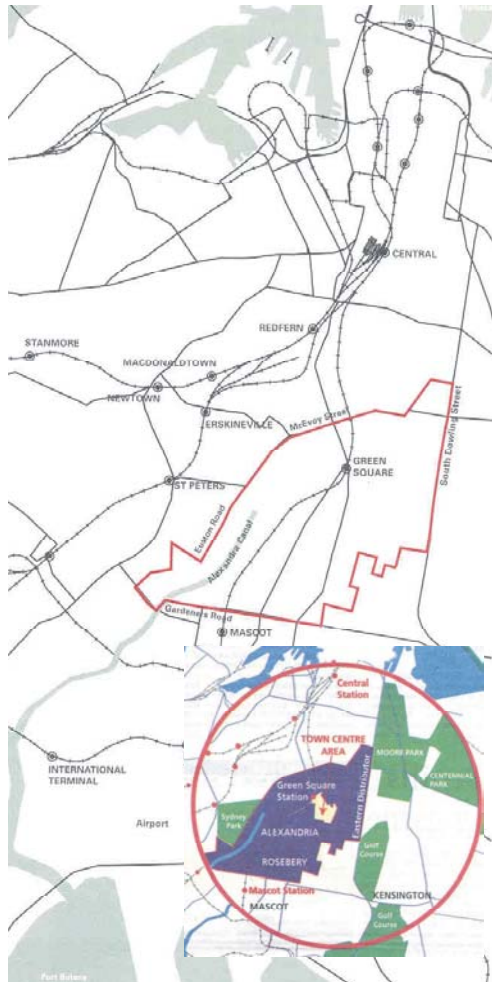 CENTRAL
REDFERN
STANMORE
MACDONALDTOWN
NEWTOWN
ERSKINEVILLE
McEvoy Street
South Dowling Street
GREEN
SQUARE
ST PETERS
Euston Road
Alexandra Canal
Gardeners Road
MASCOT
Central
Station
TOWN CENTRE
AREA
MOORE PARK
CENTENNIAL
PARK
Green Square
Station
Eastern Distributor
Sydney
Park
ALEXANDRIA
Golf
Course
ROSEBERY
INTERNATIONAL
TERMINAL
Mascot Station
MASCOT
KENSINGTON
Golf
Course
Airport
Port Botany